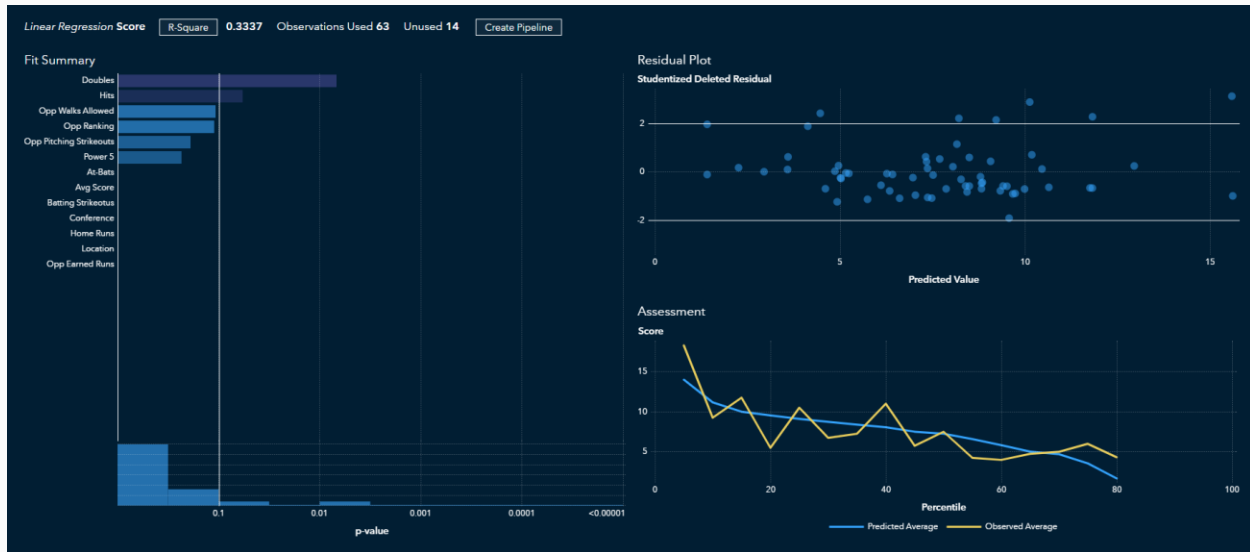 Linear Regression Score R-Square 0.3337 Observations Used 63 Unused 14 Create Pipeline
Fit Summary
Doubles
Hits
Opp Walks Allowed
Opp Ranking
Opp Pitching Strikeouts
Power 5
At-Bats
Avg Score
Batting Strikeotus
Conference
Home Runs
Location
Opp Earned Runs
0.1 0.01 0.001 0.0001 <0.00001
p-value
Residual Plot
Studentized Deleted Residual
2
0
-2
0 5 10 15
Predicted Value
Assessment
Score
15
10
5
0 20 40 60 80 100
Percentile
Predicted Average Observed Average